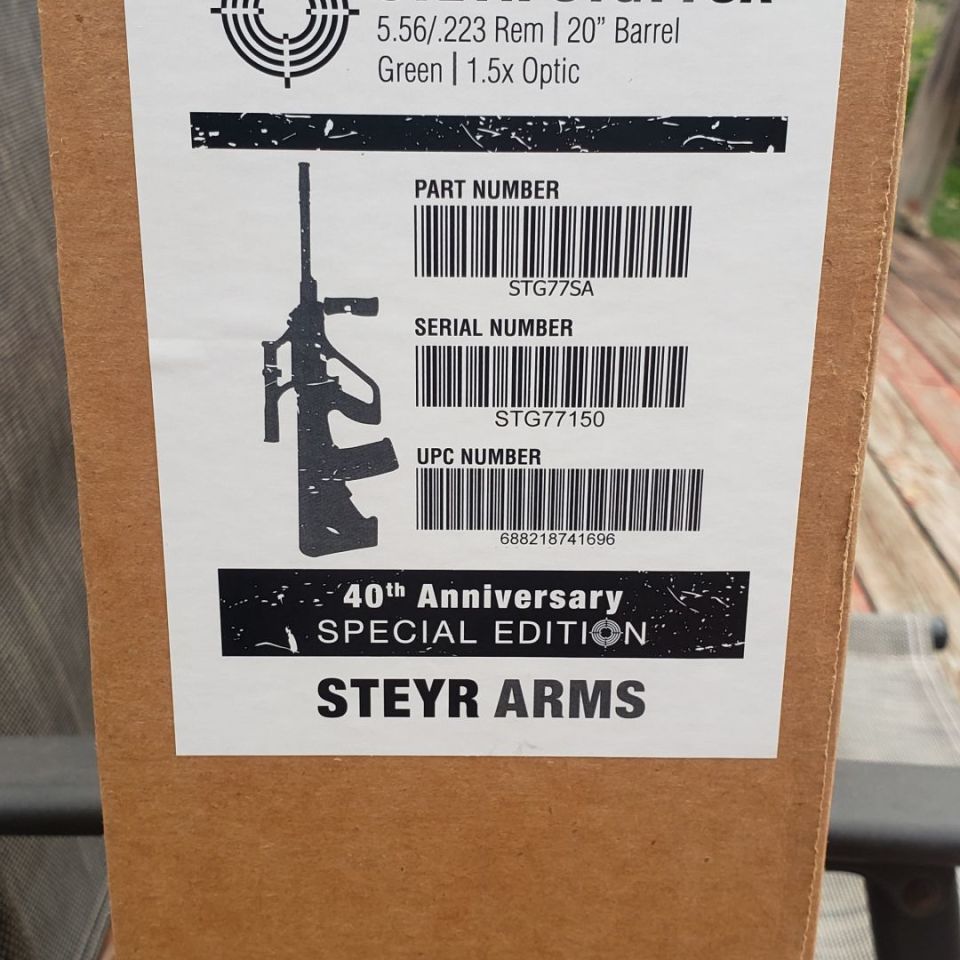 5.56/.223 Rem | 20” Barrel
Green | 1.5x Optic
PART NUMBER
STG77SA
SERIAL NUMBER
STG77150
UPC NUMBER
688218741696
40th Anniversary
SPECIAL EDITION
STEYR ARMS